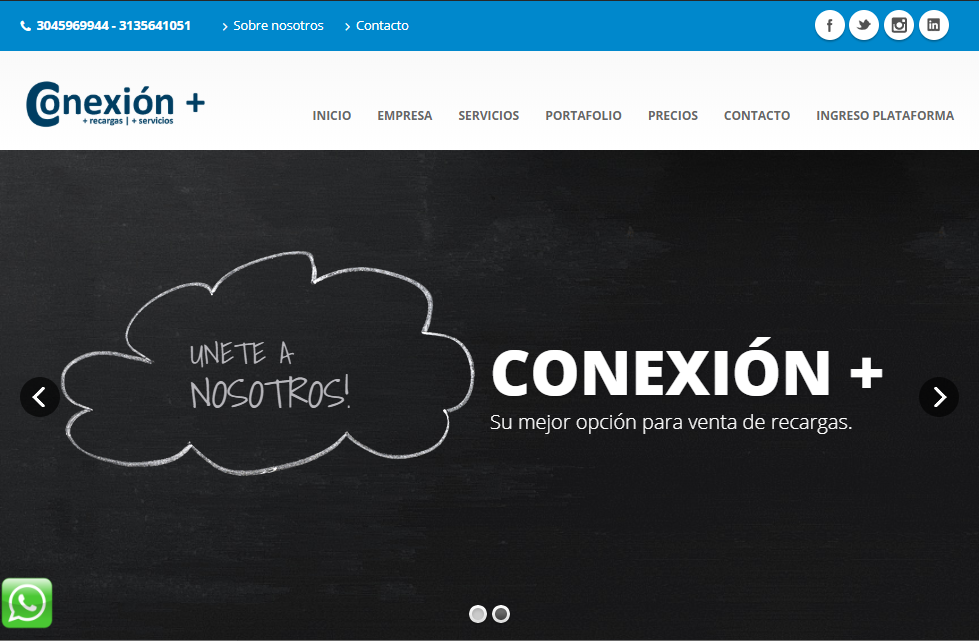 3045969944 - 3135641051 Sobre nosotros Contacto
Conexión +
+ recargas | + servicios
INICIO EMPRESA SERVICIOS PORTAFOLIO PRECIOS CONTACTO INGRESO PLATAFORMA
UNETE A
NOSOTROS!
CONEXIÓN +
Su mejor opción para venta de recargas.